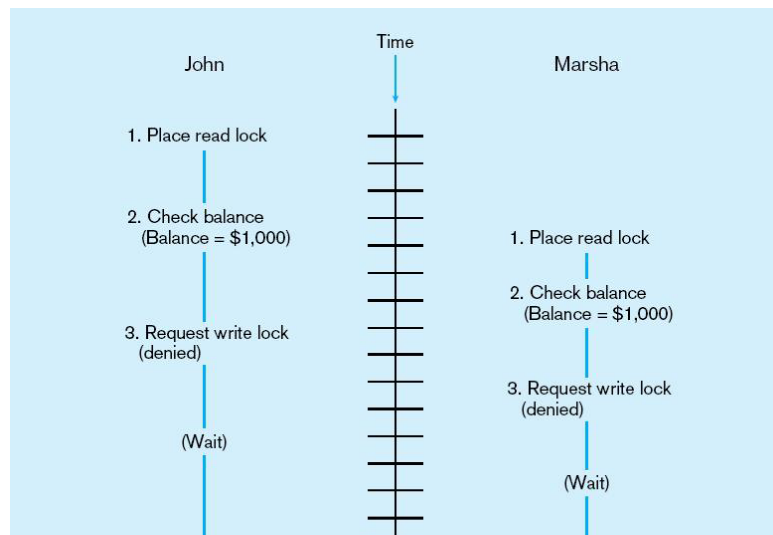 Time
John
Marsha
1. Place read lock
2. Check balance
(Balance = $1,000)
1. Place read lock
2. Check balance
(Balance = $1,000)
3. Request write lock
(denied)
3. Request write lock
(denied)
(Wait)
(Wait)